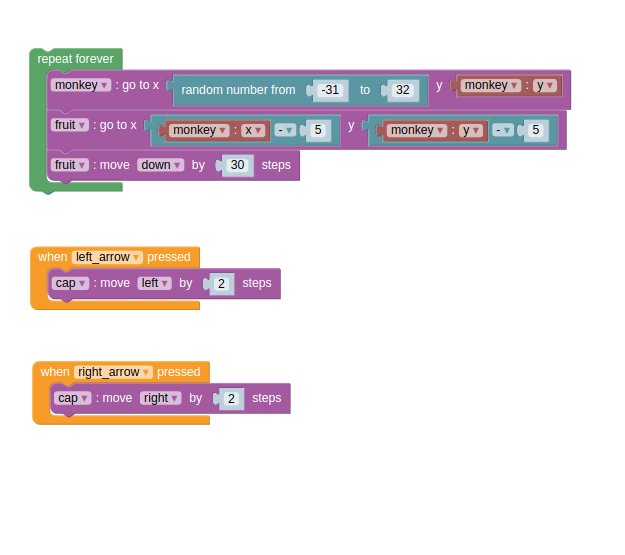 repeat forever
monkey ▾ : go to x random number from -31 to 32 y monkey ▾ : y ▾
fruit ▾ : go to x monkey ▾ : x ▾ - ▾ 5 y monkey ▾ : y ▾ - ▾ 5
fruit ▾ : move down ▾ by 30 steps
when left_arrow ▾ pressed
cap ▾ : move left ▾ by 2 steps
when right_arrow ▾ pressed
cap ▾ : move right ▾ by 2 steps